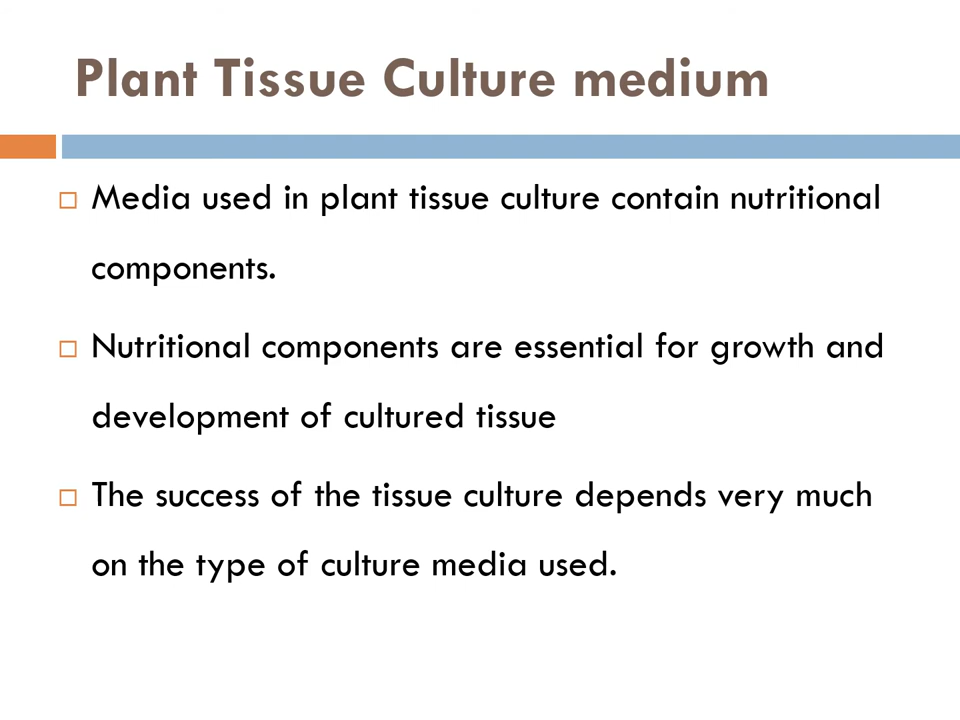 Plant Tissue Culture medium
Media used in plant tissue culture contain nutritional
components.
Nutritional components are essential for growth and
development of cultured tissue
The success of the tissue culture depends very much
on the type of culture media used.